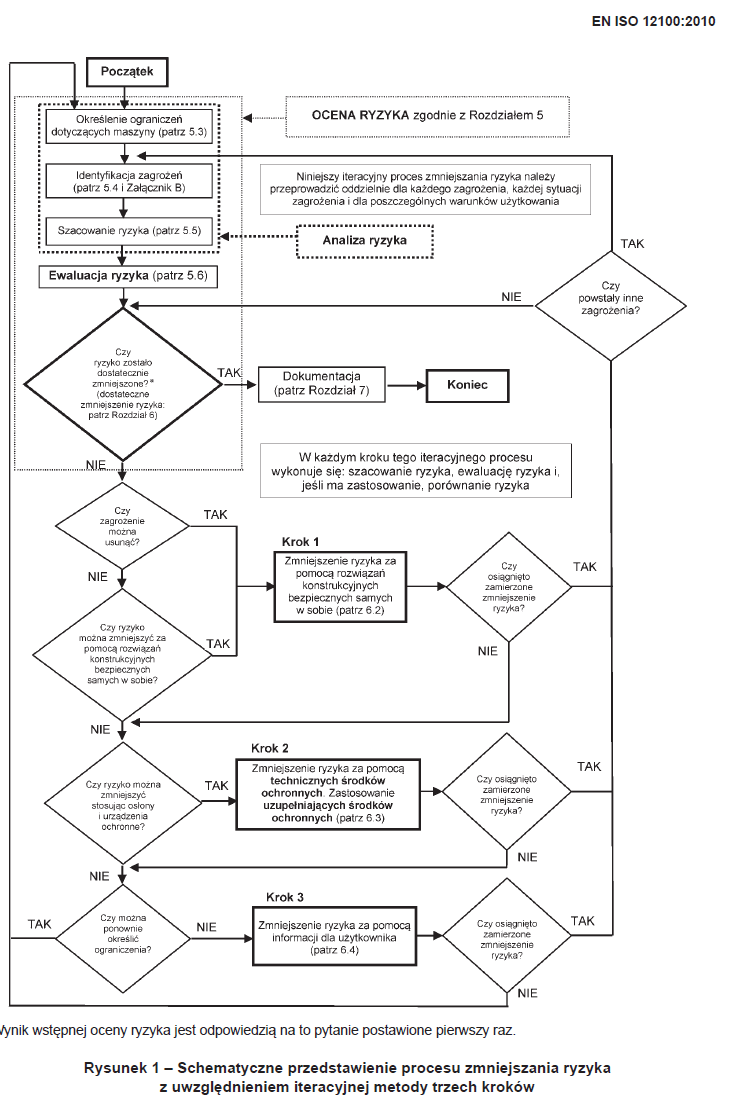 EN ISO 12100:2010
Początek
OCENA RYZYKA zgodnie z Rozdziałem 5
Określenie ograniczeń
dotyczących maszyny (patrz 5.3)
Identyfikacja zagrożeń
(patrz 5.4 i Załącznik B)
Niniejszy iteracyjny proces zmniejszania ryzyka należy
przeprowadzić oddzielnie dla każdego zagrożenia, każdej sytuacji
zagrożenia i dla poszczególnych warunków użytkowania
Szacowanie ryzyka (patrz 5.5)
Analiza ryzyka
TAK
Ewaluacja ryzyka (patrz 5.6)
NIE
Czy
powstały inne
zagrożenia?
Czy
ryzyko zostało
dostatecznie
zmniejszone?*
(dostateczne
zmniejszenie ryzyka:
patrz Rozdział 6)
TAK
Dokumentacja
(patrz Rozdział 7)
Koniec
NIE
W każdym kroku tego iteracyjnego procesu
wykonuje się: szacowanie ryzyka, ewaluację ryzyka i,
jeśli ma zastosowanie, porównanie ryzyka
Czy
zagrożenie
można
usunąć?
TAK
NIE
Krok 1
Zmniejszenie ryzyka za
pomocą rozwiązań
konstrukcyjnych
bezpiecznych samych
w sobie (patrz 6.2)
Czy
osiągnięto
zamierzone
zmniejszenie
ryzyka?
TAK
NIE
Czy ryzyko
można zmniejszyć za
pomocą rozwiązań
konstrukcyjnych
bezpiecznych
samych w sobie?
TAK
NIE
Krok 2
Czy ryzyko można
zmniejszyć
stosując osłony
i urządzenia
ochronne?
TAK
Zmniejszenie ryzyka za pomocą
technicznych środków
ochronnych. Zastosowanie
uzupełniających środków
ochronnych (patrz 6.3)
Czy osiągnięto
zamierzone
zmniejszenie
ryzyka?
TAK
NIE
NIE
Krok 3
TAK
Czy można
ponownie
określić
ograniczenia?
NIE
Zmniejszenie ryzyka za pomocą
informacji dla użytkownika
(patrz 6.4)
Czy osiągnięto
zamierzone
zmniejszenie
ryzyka?
TAK
NIE
wstępnej oceny ryzyka jest odpowiedzią na to pytanie postawione pierwszy raz.
Rysunek 1 – Schematyczne przedstawienie procesu zmniejszania ryzyka
z uwzględnieniem iteracyjnej metody trzech kroków